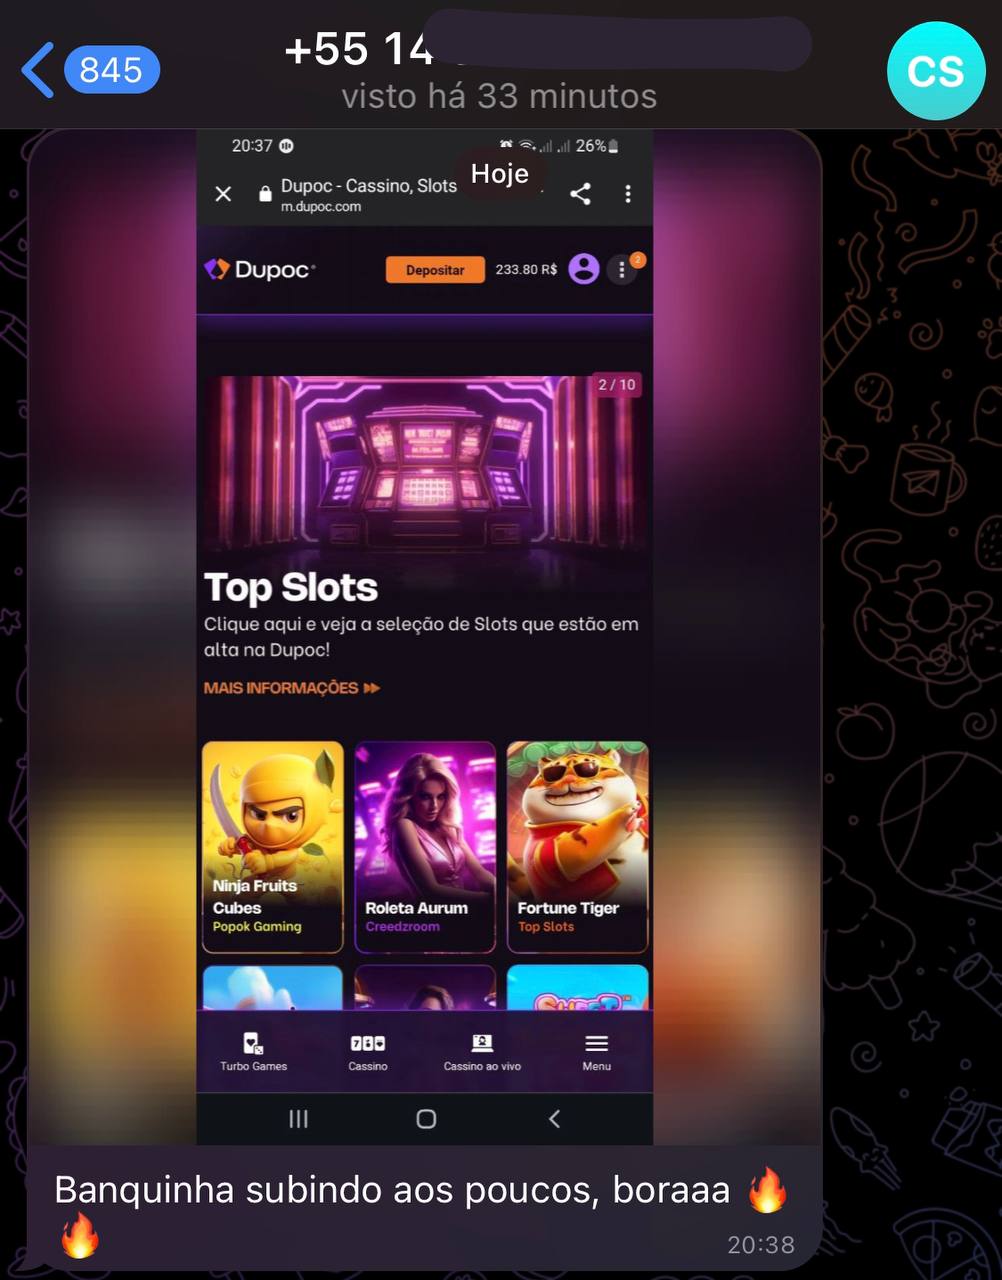 845
+55 14
CS
visto há 33 minutos
20:37
26%
Hoje
Dupoc - Cassino, Slots
m.dupoc.com
Dupoc
Depositar
233.80 R$
2
2 / 10
Top Slots
Clique aqui e veja a seleção de Slots que estão em
alta na Dupoc!
MAIS INFORMAÇÕES
Ninja Fruits
Cubes
Popok Gaming
Roleta Aurum
Creedzroom
Fortune Tiger
Top Slots
Turbo Games
Cassino
Cassino ao vivo
Menu
Banquinha subindo aos poucos, boraaa 🔥
🔥
20:38